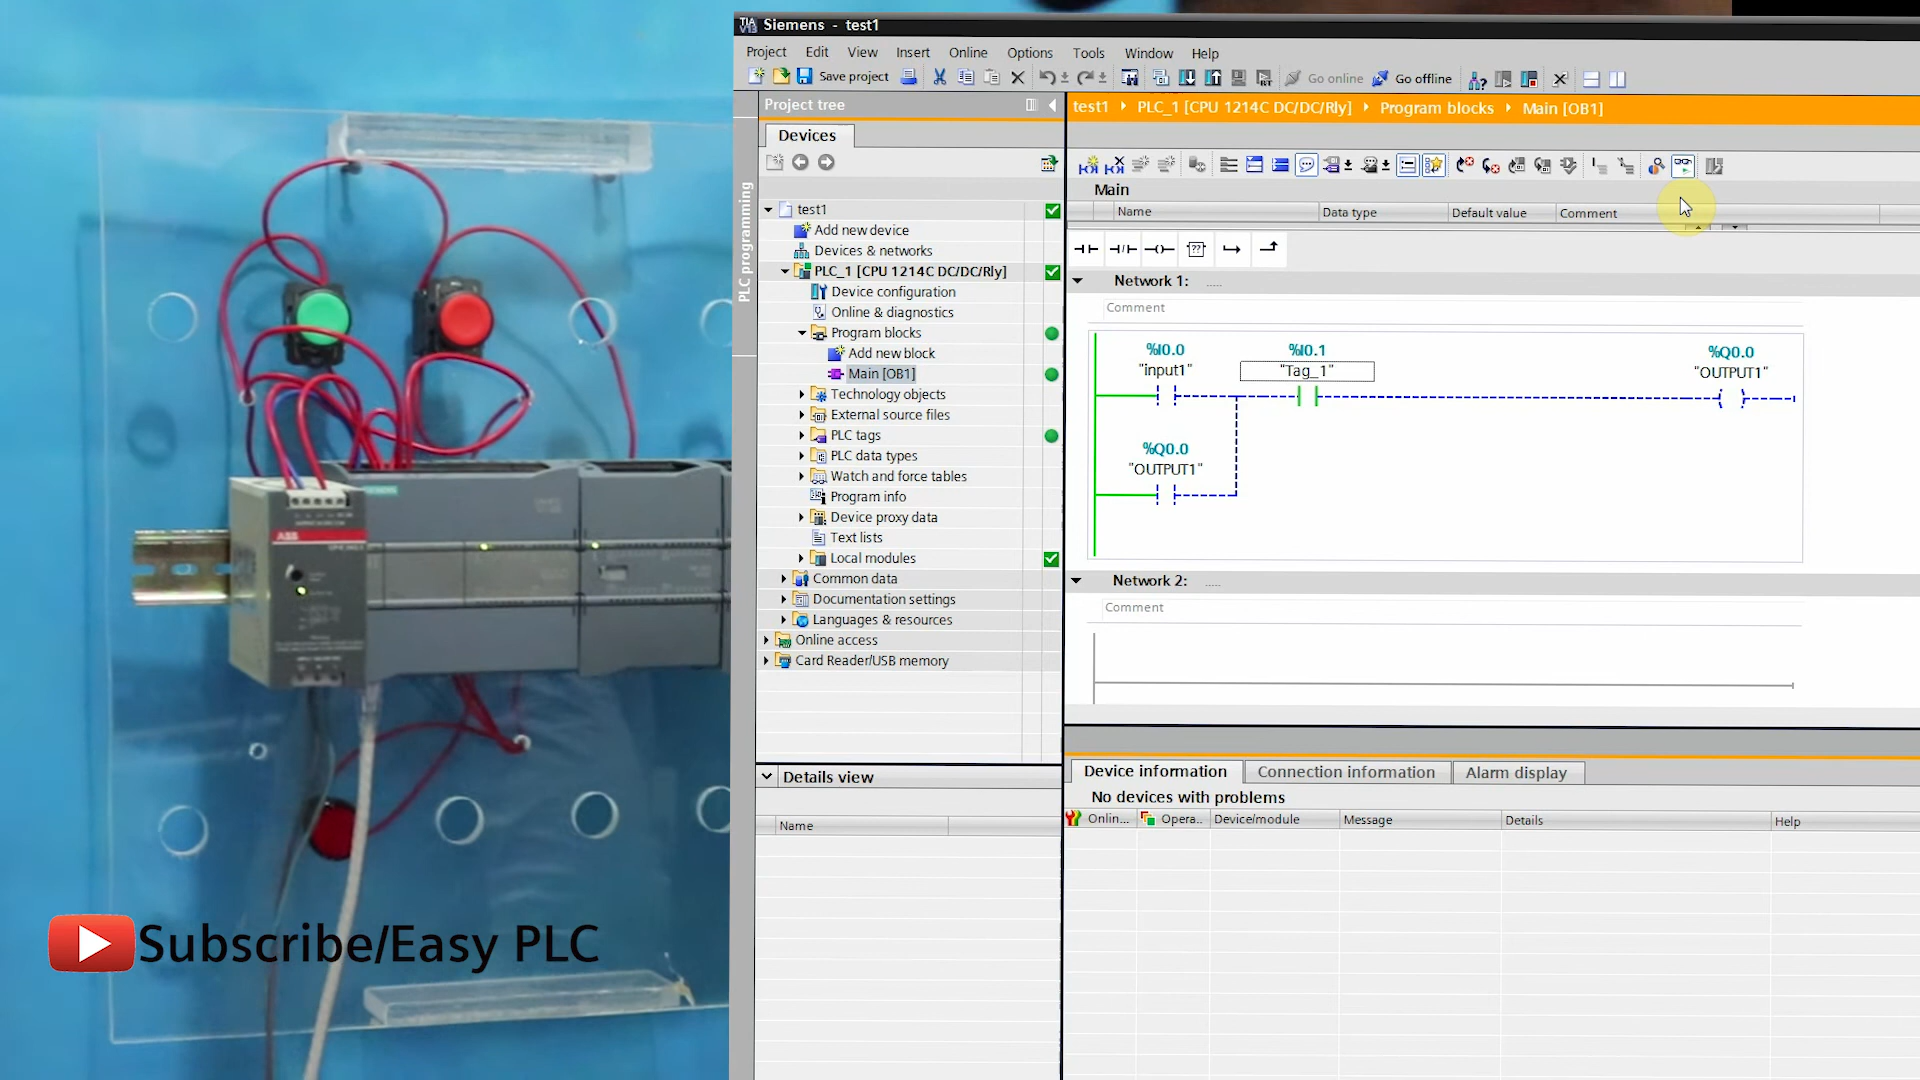 Siemens - test1
Project Edit View Insert Online Options Tools Window Help
Save project Go online Go offline
Project tree
test1 PLC_1 [CPU 1214C DC/DC/Rly] Program blocks Main [OB1]
Devices
PLC programming
test1
Add new device
Devices & networks
PLC_1 [CPU 1214C DC/DC/Rly]
Device configuration
Online & diagnostics
Program blocks
Add new block
Main [OB1]
Technology objects
External source files
PLC tags
PLC data types
Watch and force tables
Program info
Device proxy data
Text lists
Local modules
Common data
Documentation settings
Languages & resources
Online access
Card Reader/USB memory
Details view
Name
Main
Name Data type Default value Comment
??
Network 1: .....
Comment
%I0.0 %I0.1 %Q0.0
"input1" "Tag_1" "OUTPUT1"
%Q0.0
"OUTPUT1"
Network 2: .....
Comment
Device information Connection information Alarm display
No devices with problems
Onlin... Opera.. Device/module Message Details Help
ABB
Subscribe/Easy PLC